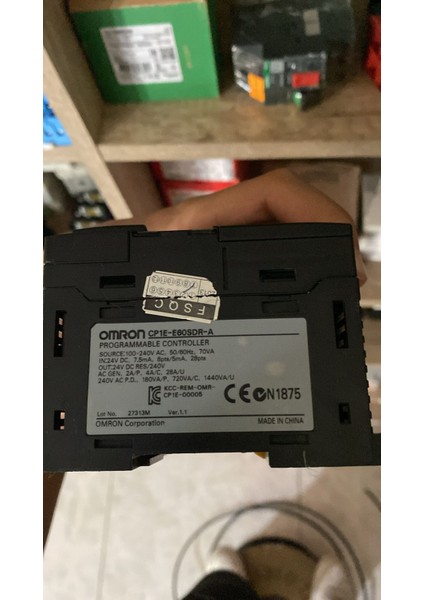 OMRON
FSQC
OMRON CP1E-E60SDR-A
PROGRAMMABLE CONTROLLER
SOURCE:100-240V AC, 50/60Hz, 70VA
IN:24V DC, 7.5mA, 8pts/5mA, 28pts
OUT:24V DC RES/240V
AC GEN, 2A/P, 4A/C, 28A/U
240V AC P.D., 180VA/P, 720VA/C, 1440VA/U
KCC-REM-OMR-
CP1E-00005
CE N1875
Lot No. 27313M Ver.1.1
OMRON Corporation MADE IN CHINA